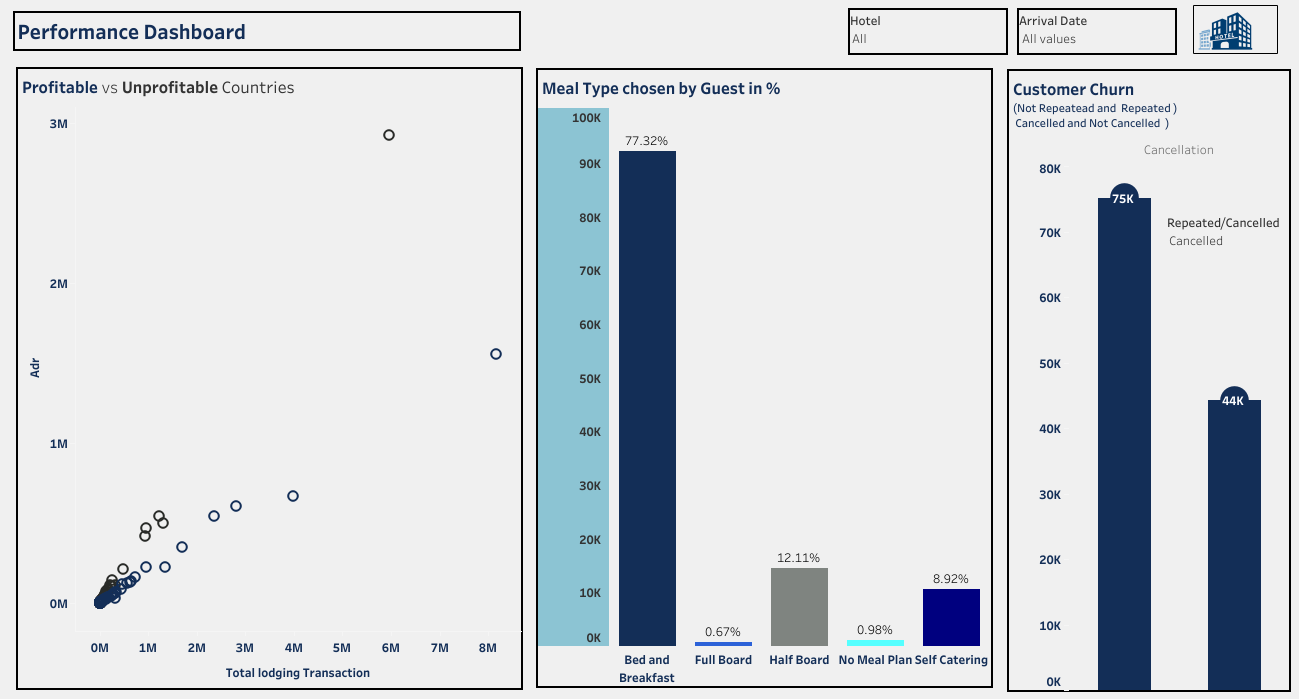 Performance Dashboard
Hotel
All
Arrival Date
All values
HOTEL
Profitable vs Unprofitable Countries
3M
2M
1M
0M
Adr
0M 1M 2M 3M 4M 5M 6M 7M 8M
Total lodging Transaction
Meal Type chosen by Guest in %
100K
90K
80K
70K
60K
50K
40K
30K
20K
10K
0K
77.32%
0.67%
12.11%
0.98%
8.92%
Bed and
Breakfast
Full Board
Half Board
No Meal Plan
Self Catering
Customer Churn
(Not Repeatead and Repeated )
Cancelled and Not Cancelled )
Cancellation
80K
70K
60K
50K
40K
30K
20K
10K
0K
75K
Repeated/Cancelled
Cancelled
44K